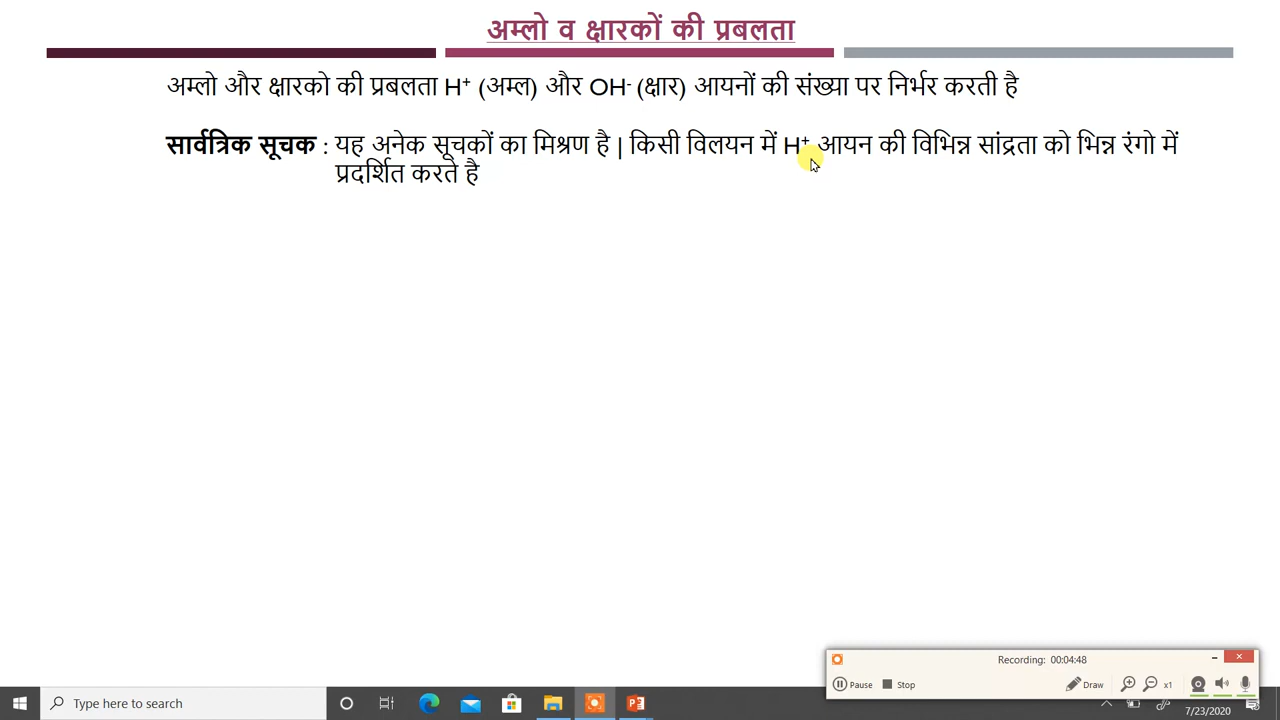 अम्लो व क्षारकों की प्रबलता
अम्लो और क्षारको की प्रबलता H⁺ (अम्ल) और OH⁻ (क्षार) आयनों की संख्या पर निर्भर करती है
सार्वत्रिक सूचक : यह अनेक सूचकों का मिश्रण है | किसी विलयन में H⁺ आयन की विभिन्न सांद्रता को भिन्न रंगो में
प्रदर्शित करते है
Recording: 00:04:48
Pause Stop Draw x1
Type here to search
7/23/2020